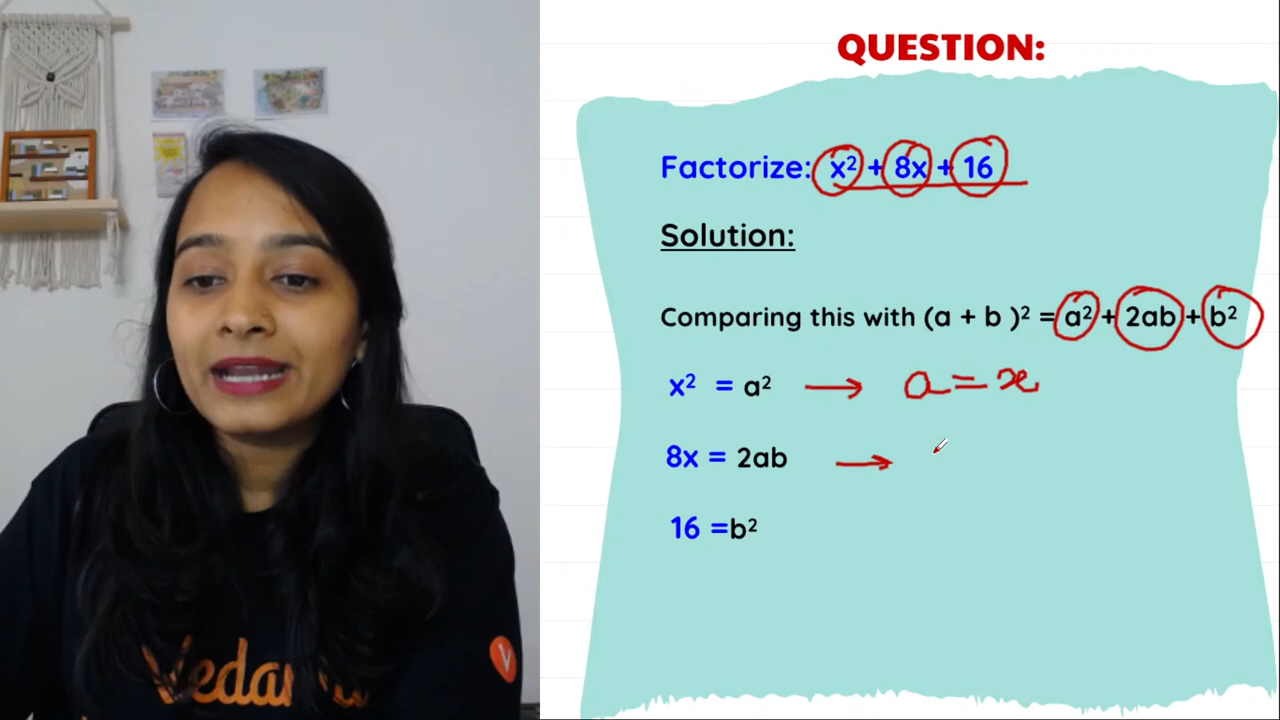 QUESTION:
Factorize: x² + 8x + 16
Solution:
Comparing this with (a + b )² = a² + 2ab + b²
x² = a² → a = x
8x = 2ab →
16 =b²
V